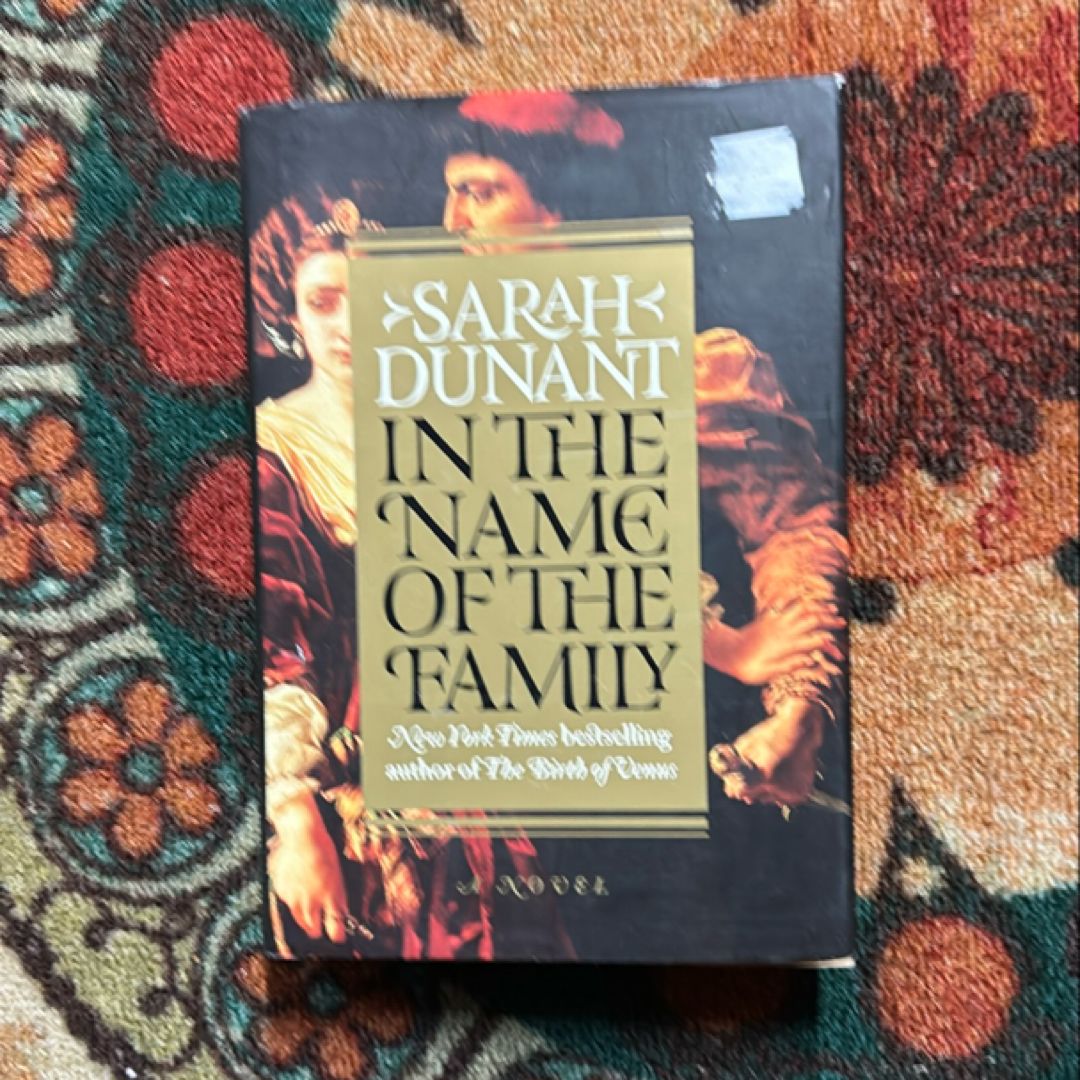 SARAH
DUNANT
IN THE
NAME
OF THE
FAMILY
New York Times bestselling
author of The Birth of Venus
A NOVEL